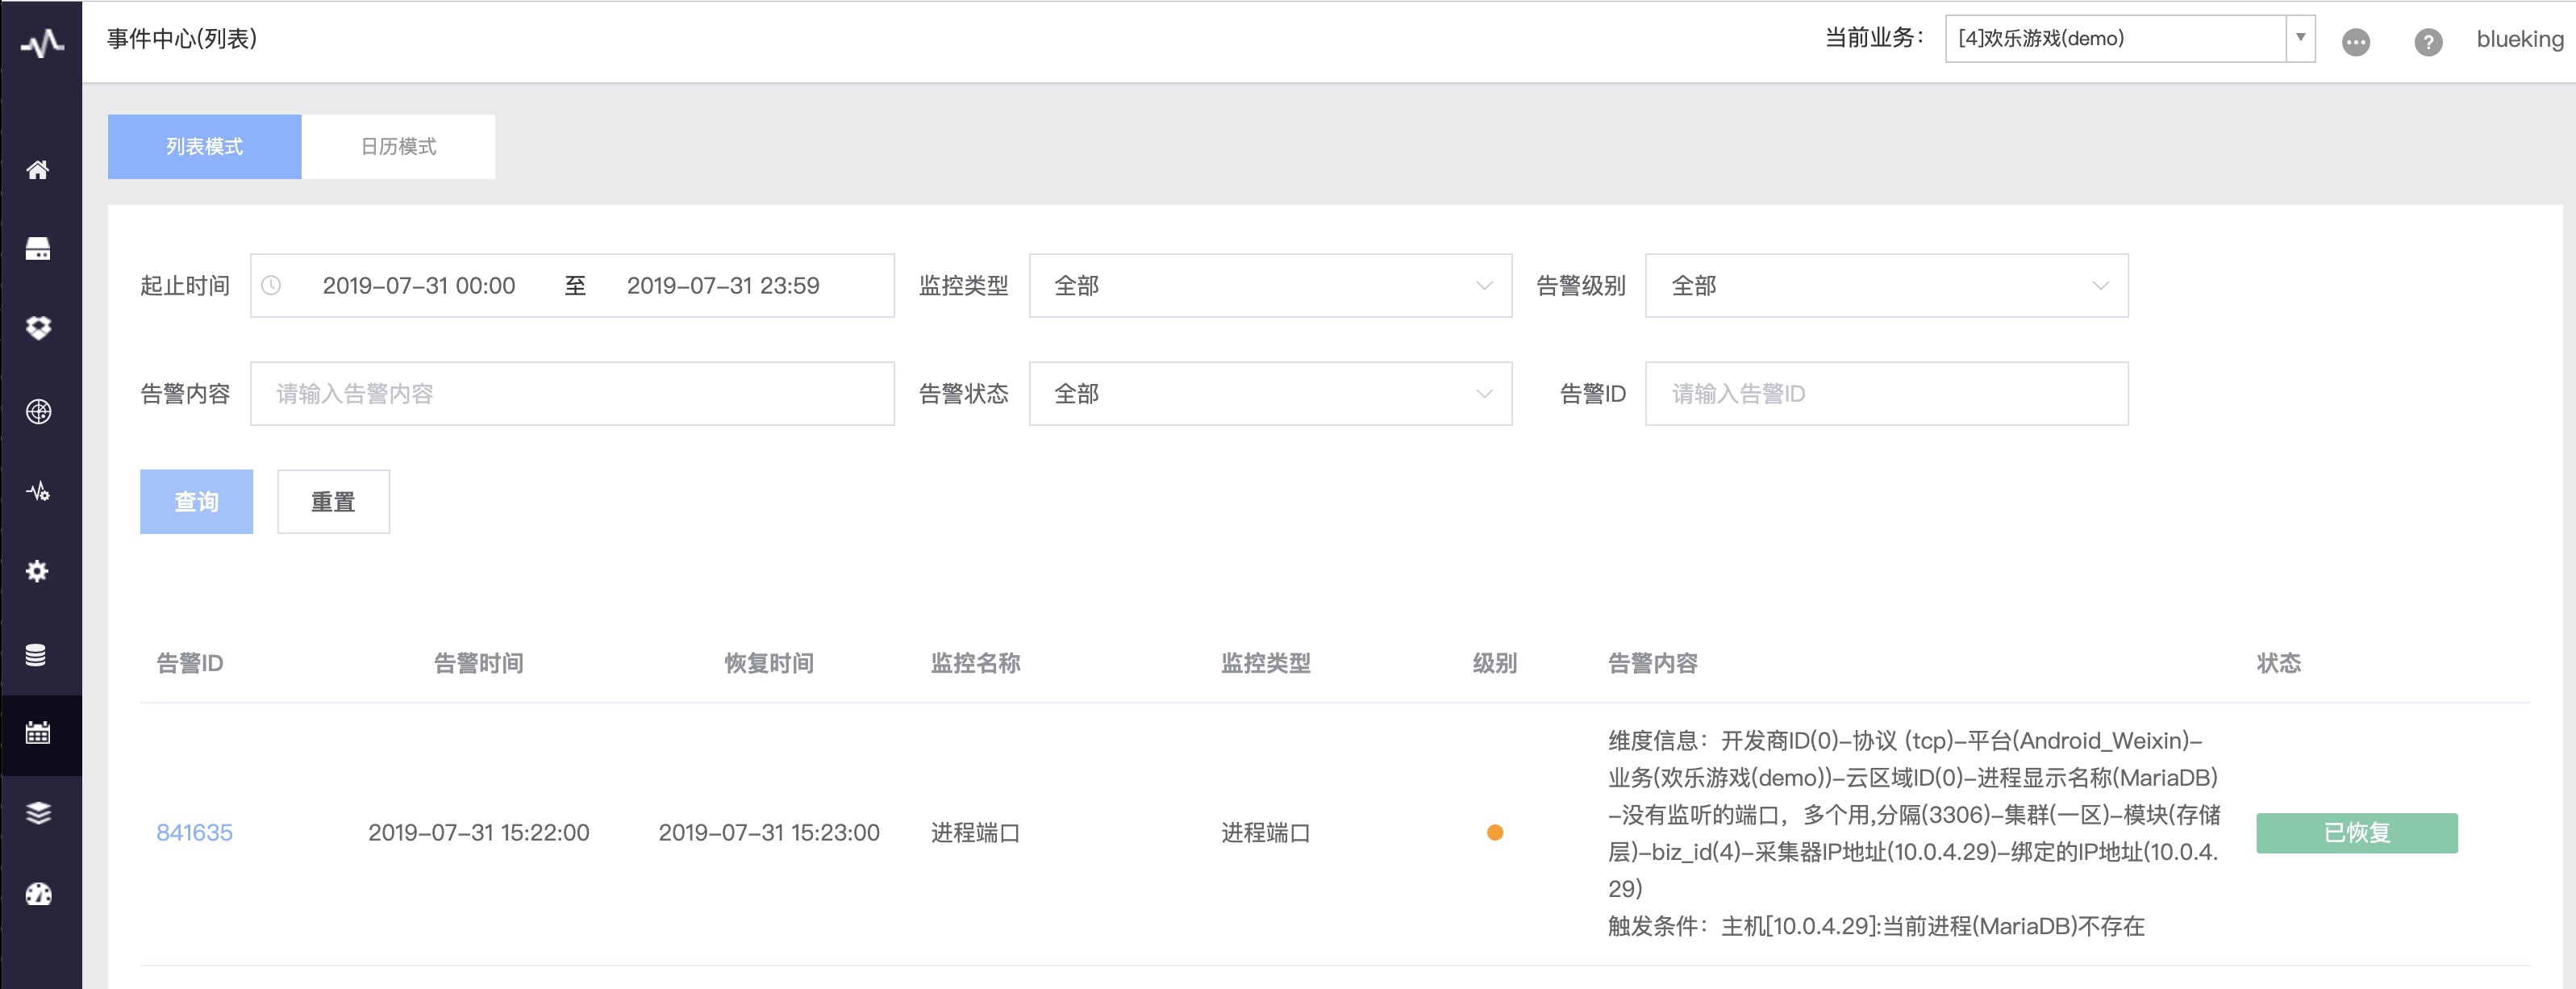 事件中心(列表)
当前业务：
[4]欢乐游戏(demo)
blueking
列表模式
日历模式
起止时间
2019-07-31 00:00 至 2019-07-31 23:59
监控类型
全部
告警级别
全部
告警内容
请输入告警内容
告警状态
全部
告警ID
请输入告警ID
查询
重置
告警ID 告警时间 恢复时间 监控名称 监控类型 级别 告警内容 状态
841635
2019-07-31 15:22:00
2019-07-31 15:23:00
进程端口
进程端口
维度信息：开发商ID(0)-协议 (tcp)-平台(Android_Weixin)-
业务(欢乐游戏(demo))-云区域ID(0)-进程显示名称(MariaDB)
-没有监听的端口，多个用,分隔(3306)-集群(一区)-模块(存储
层)-biz_id(4)-采集器IP地址(10.0.4.29)-绑定的IP地址(10.0.4.
29)
触发条件：主机[10.0.4.29]:当前进程(MariaDB)不存在
已恢复